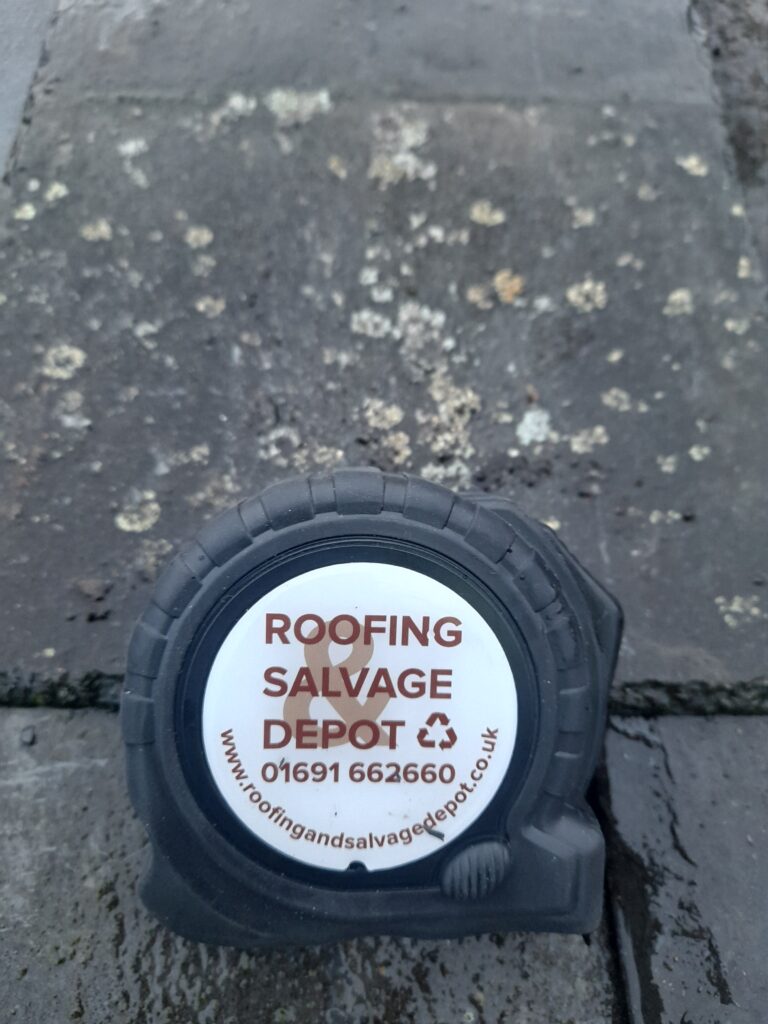 ROOFING
&
SALVAGE
DEPOT
01691 662660
www.roofingandsalvagedepot.co.uk